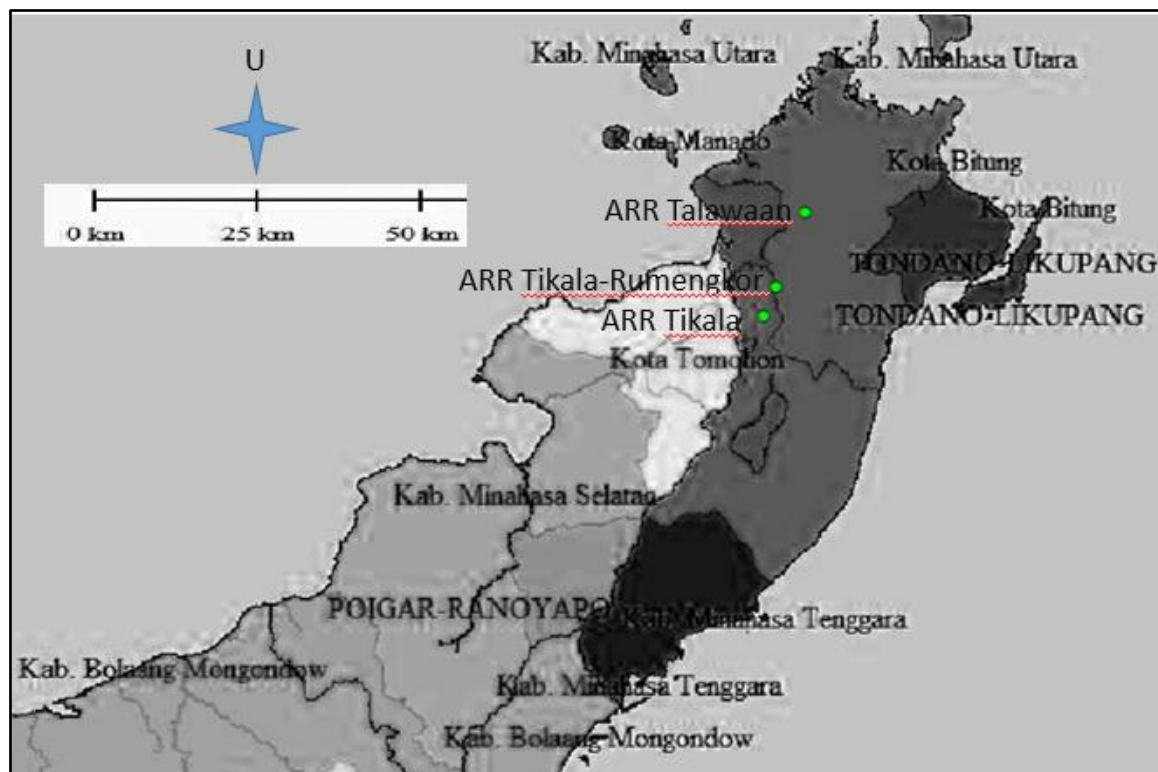 Kab. Minahasa Utara
Kab. Minahasa Utara
U
Kota Manado
Kota Bitung
ARR Talawaan
Kota Bitung
0 km 25 km 50 km
TONDANO-LIKUPANG
ARR Tikala-Rumengkor
ARR Tikala
TONDANO-LIKUPANG
Kota Tomohon
Kab. Minahasa Selatan
POIGAR-RANOYAPO
Kab. Minahasa Tenggara
Kab. Bolaang Mongondow
Kab. Minahasa Tenggara
Kab. Bolaang Mongondow